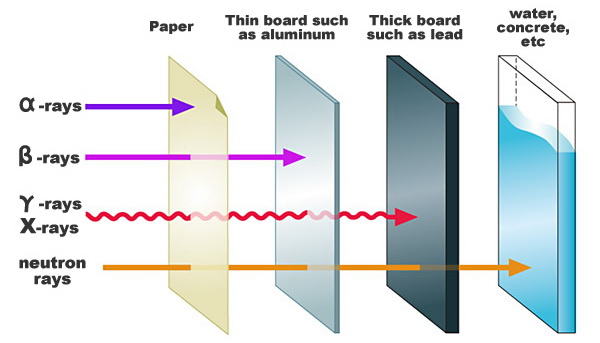 Paper
Thin board such
as aluminum
Thick board
such as lead
water,
concrete,
etc
α -rays
β -rays
γ -rays
X-rays
neutron
rays